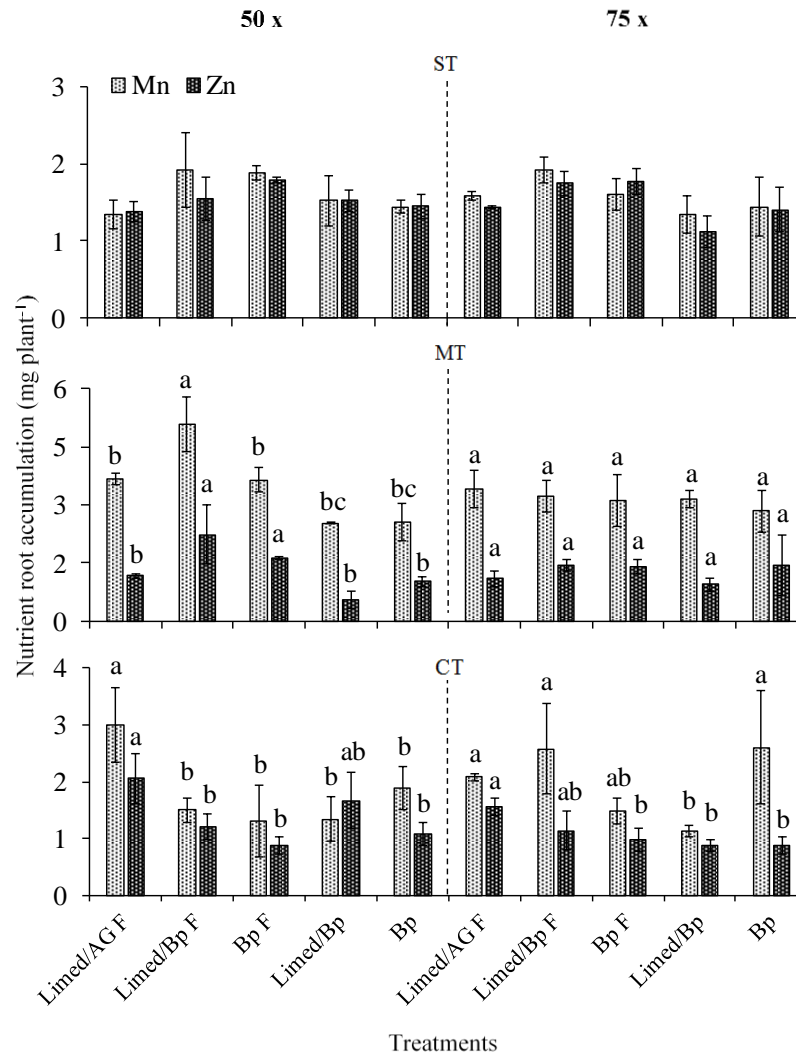 50 x 75 x
ST
Mn Zn
3
2
1
0
MT
6
5
3
2
0
a
b a b
b a b a bc b bc b
a a a a a a a a a a
CT
4
3
2
1
0
a a
b b b b b ab b b
a a a ab ab b b b a b
Nutrient root accumulation (mg plant⁻¹)
Limed/AG F Limed/Bp F Bp F Limed/Bp Bp Limed/AG F Limed/Bp F Bp F Limed/Bp Bp
Treatments